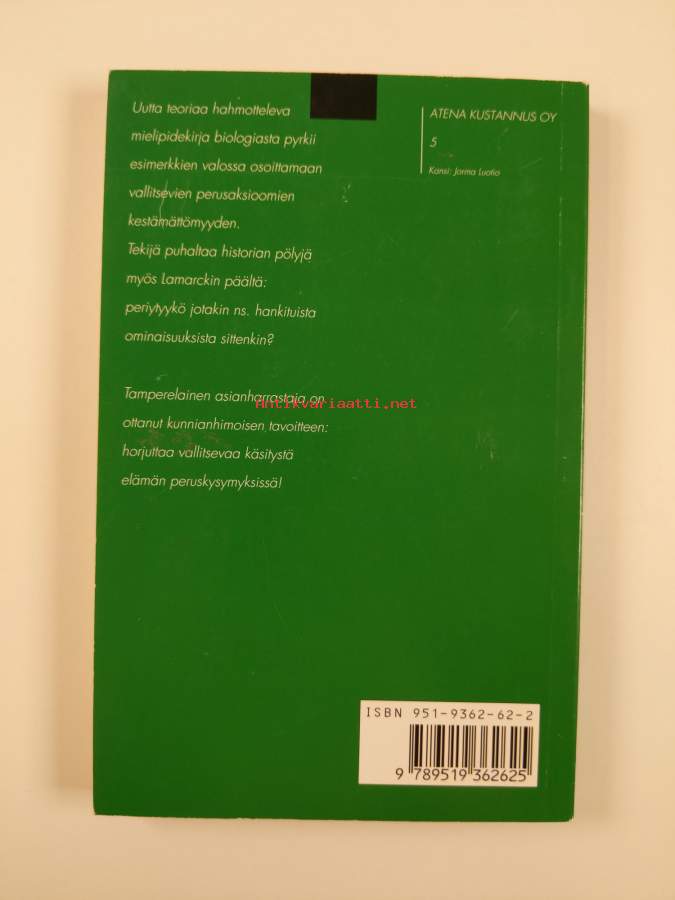 Uutta teoriaa hahmotteleva
mielipidekirja biologiasta pyrkii
esimerkkien valossa osoittamaan
vallitsevien perusaksioomien
kestämättömyyden.
Tekijä puhaltaa historian pölyjä
myös Lamarckin päältä:
periytyykö jotakin ns. hankituista
ominaisuuksista sittenkin?
Tamperelainen asianharrastaja on
ottanut kunnianhimoisen tavoitteen:
horjuttaa vallitsevaa käsitystä
elämän peruskysymyksissä!
ATENA KUSTANNUS OY
5
Kansi: Jorma Luotio
Antikvariaatti.net
ISBN 951-9362-62-2
9 789519 362625